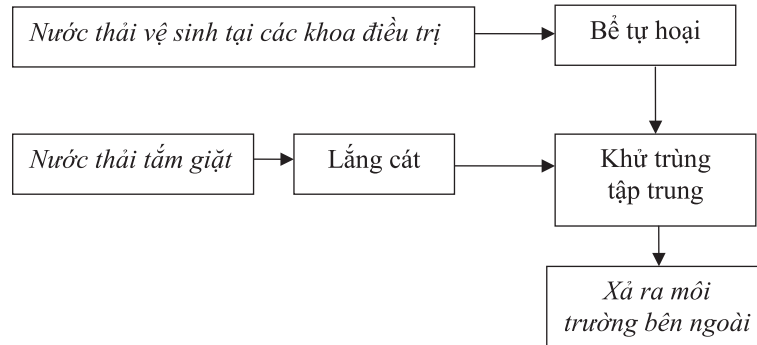 Nước thải vệ sinh tại các khoa điều trị
Bể tự hoại
Nước thải tắm giặt
Lắng cát
Khử trùng
tập trung
Xả ra môi
trường bên ngoài